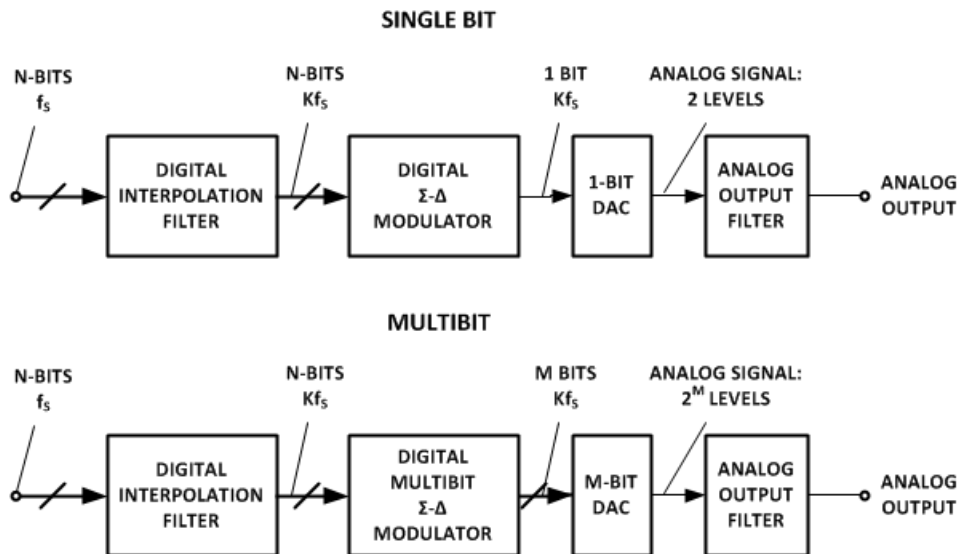 SINGLE BIT
N-BITS
fS
N-BITS
KfS
1 BIT
KfS
ANALOG SIGNAL:
2 LEVELS
DIGITAL
INTERPOLATION
FILTER
DIGITAL
Σ-Δ
MODULATOR
1-BIT
DAC
ANALOG
OUTPUT
FILTER
ANALOG
OUTPUT
MULTIBIT
N-BITS
fS
N-BITS
KfS
M BITS
KfS
ANALOG SIGNAL:
2^M LEVELS
DIGITAL
INTERPOLATION
FILTER
DIGITAL
MULTIBIT
Σ-Δ
MODULATOR
M-BIT
DAC
ANALOG
OUTPUT
FILTER
ANALOG
OUTPUT